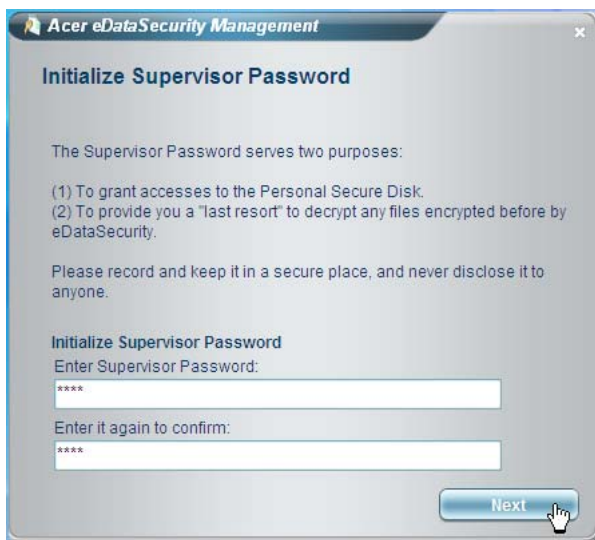 Acer eDataSecurity Management
x
Initialize Supervisor Password
The Supervisor Password serves two purposes:
(1) To grant accesses to the Personal Secure Disk.
(2) To provide you a "last resort" to decrypt any files encrypted before by
eDataSecurity.
Please record and keep it in a secure place, and never disclose it to
anyone.
Initialize Supervisor Password
Enter Supervisor Password:
****
Enter it again to confirm:
****
Next